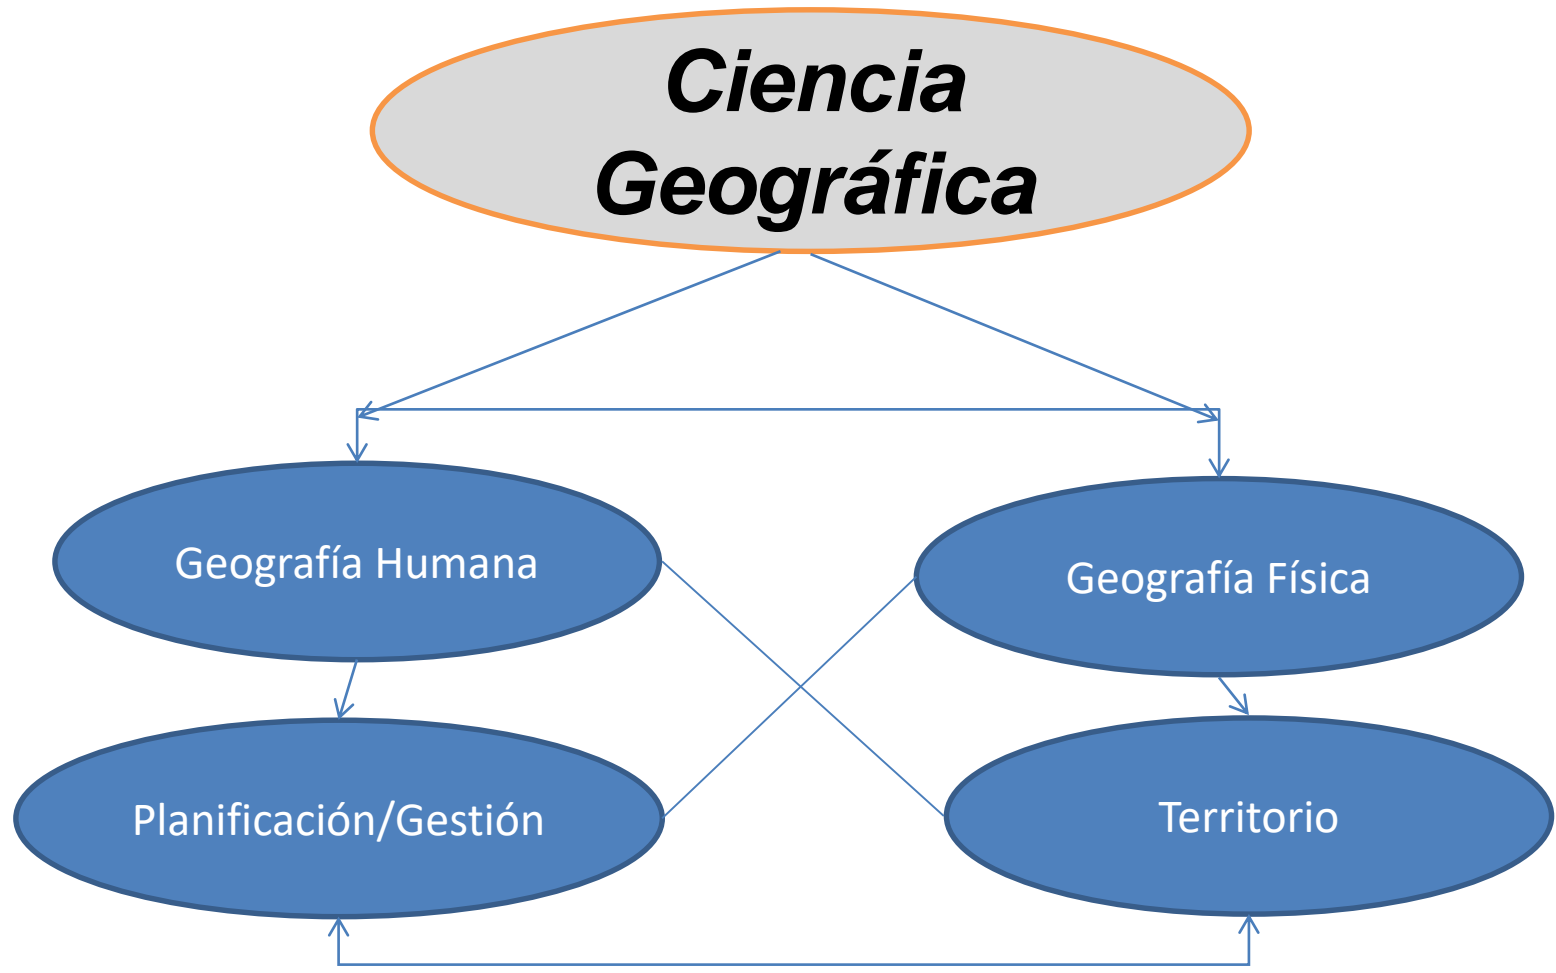 Ciencia
Geográfica
Geografía Humana
Geografía Física
Planificación/Gestión
Territorio